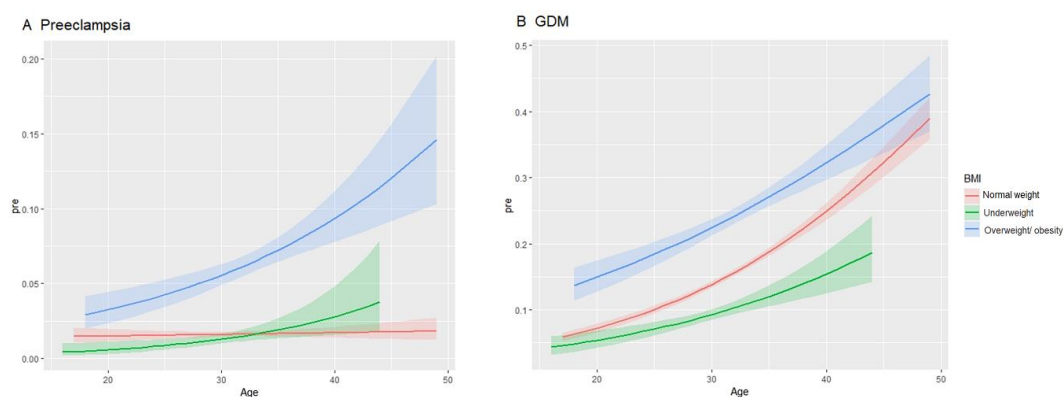 A Preeclampsia
0.20
0.15
0.10
0.05
0.00
pre
20
30
40
50
Age
B GDM
0.5
0.4
0.3
0.2
0.1
pre
20
30
40
50
Age
BMI
Normal weight
Underweight
Overweight/ obesity